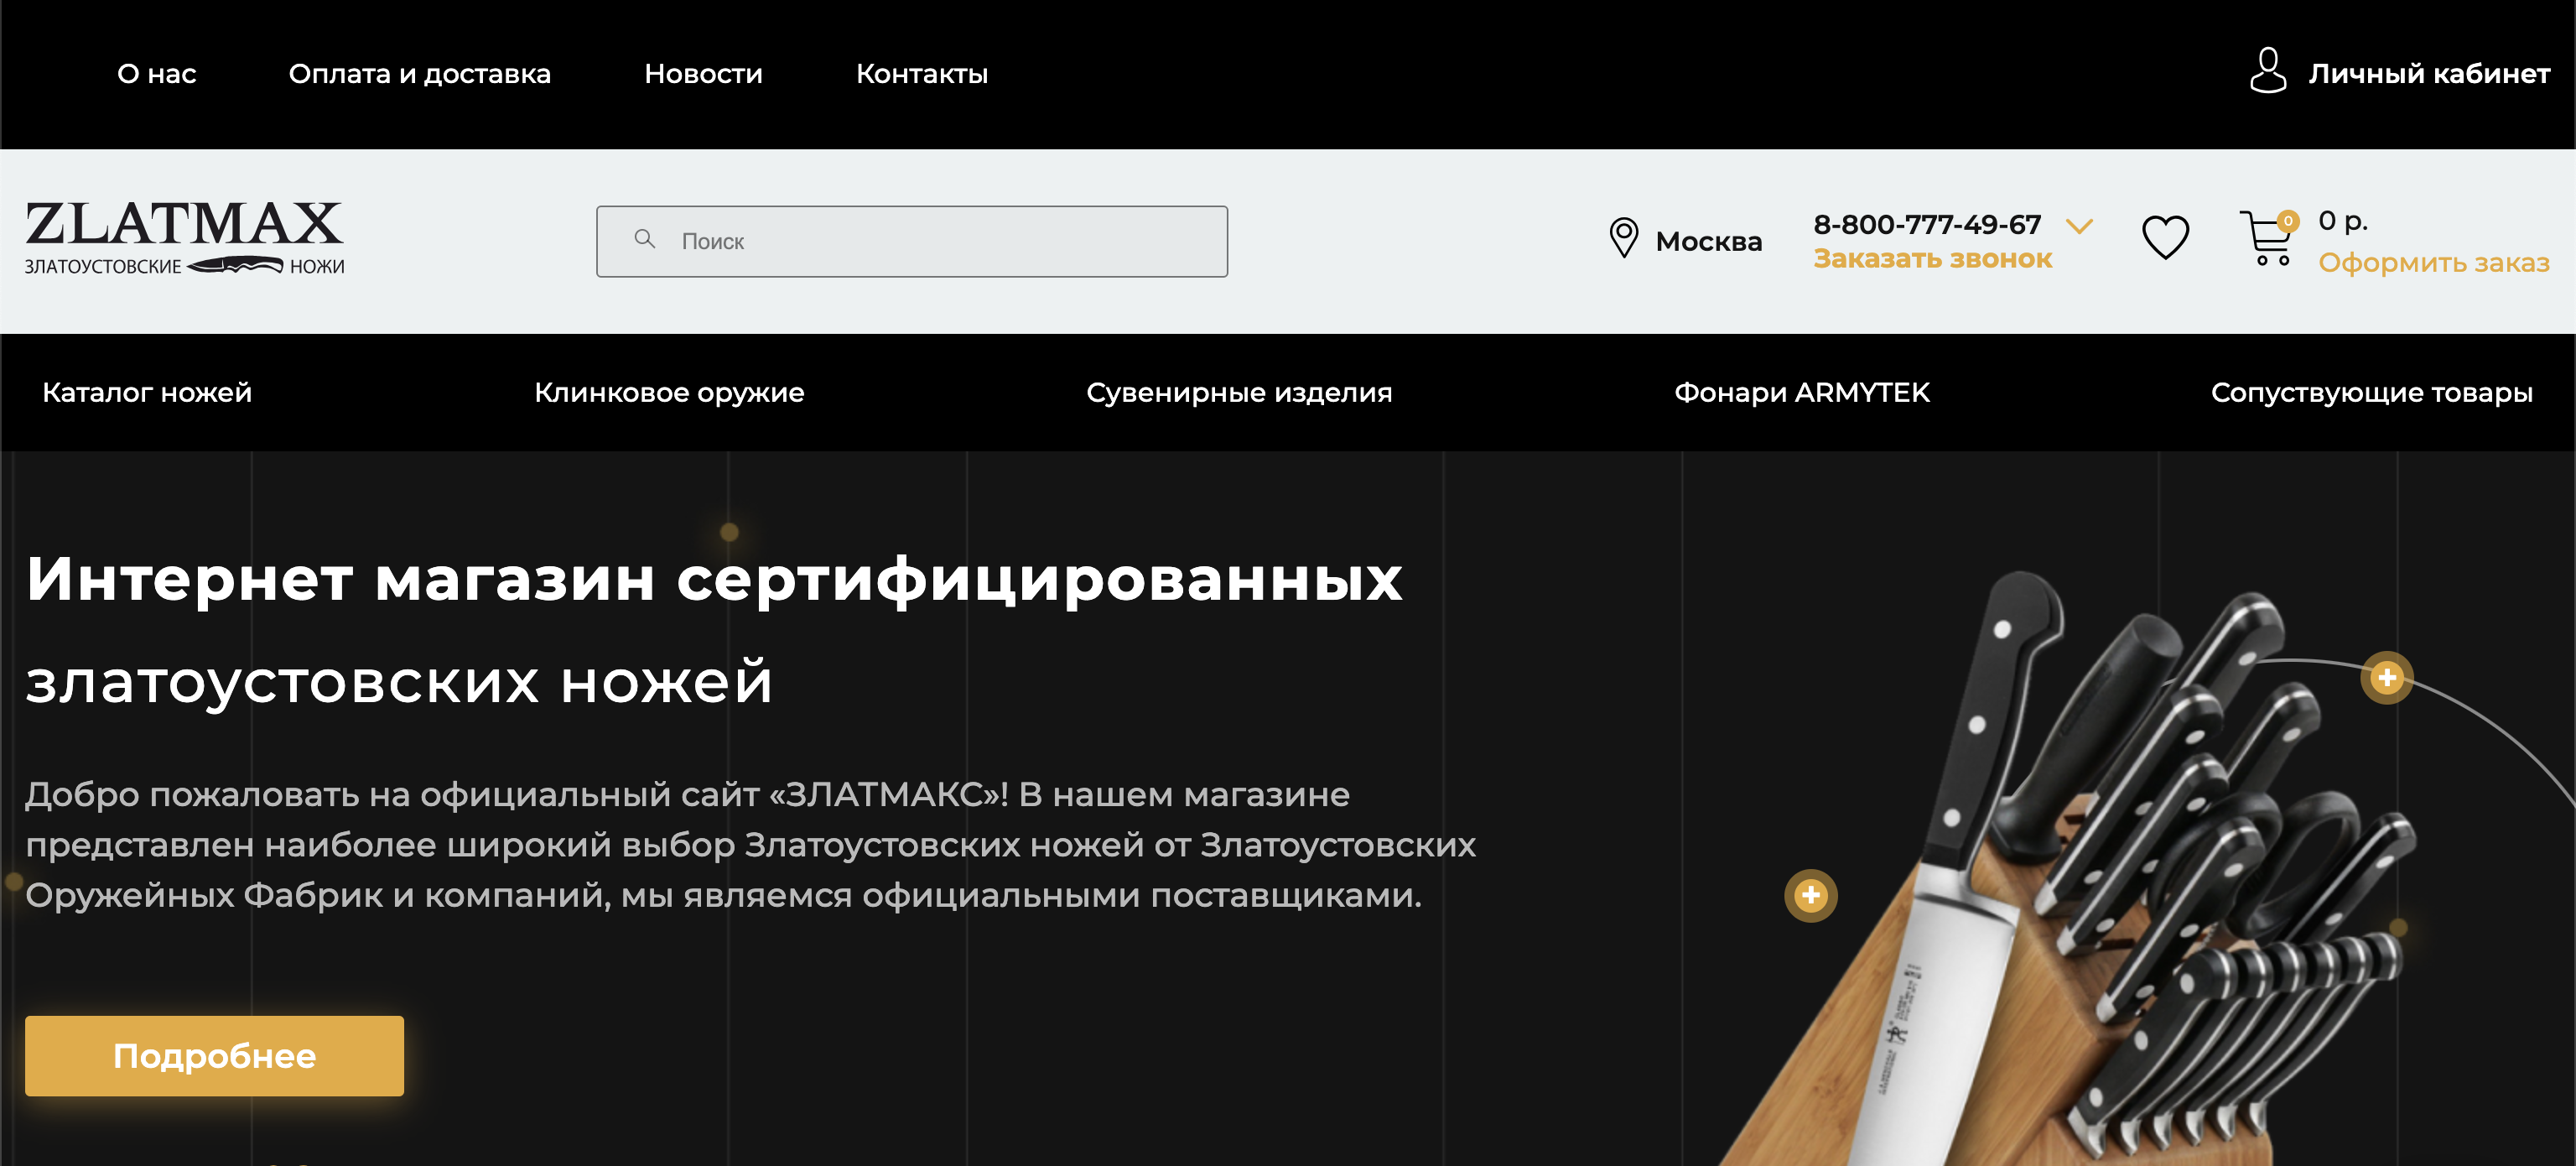 О нас Оплата и доставка Новости Контакты Личный кабинет
ZLATMAX
ЗЛАТОУСТОВСКИЕ НОЖИ
Поиск
Москва
8-800-777-49-67
Заказать звонок
0
0 р.
Оформить заказ
Каталог ножей Клинковое оружие Сувенирные изделия Фонари ARMYTEK Сопуствующие товары
Интернет магазин сертифицированных
златоустовских ножей
Добро пожаловать на официальный сайт «ЗЛАТМАКС»! В нашем магазине
представлен наиболее широкий выбор Златоустовских ножей от Златоустовских
Оружейных Фабрик и компаний, мы являемся официальными поставщиками.
Подробнее